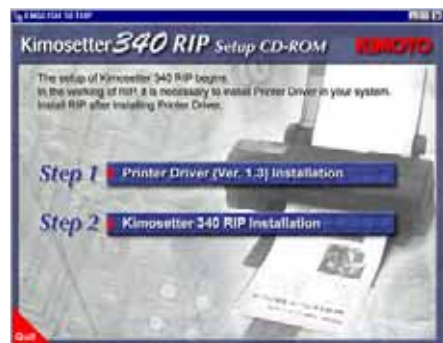 ENGLISH SETUP
Kimosetter 340 RIP Setup CD-ROM KIMOTO
The setup of Kimosetter 340 RIP begins.
In the working of RIP, it is necessary to install Printer Driver in your system.
Install RIP after installing Printer Driver.
Step 1 Printer Driver (Ver. 1.3) Installation
Step 2 Kimosetter 340 RIP Installation
Quit